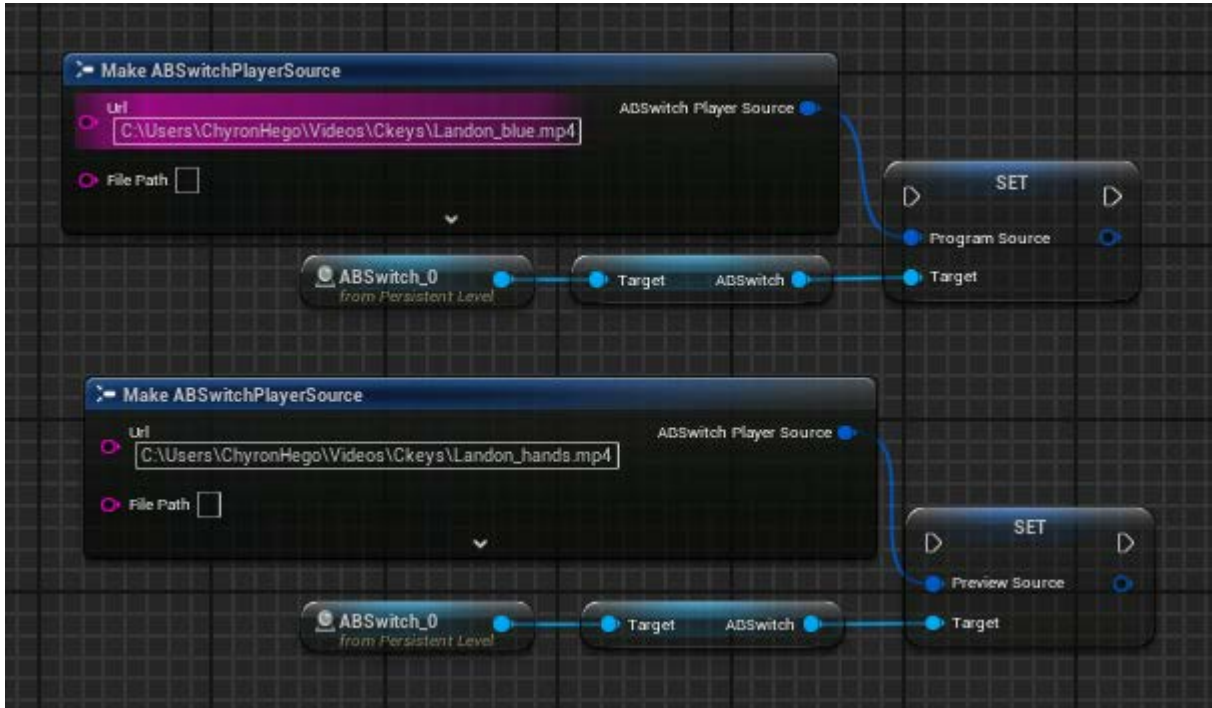 Make ABSwitchPlayerSource
Url
ABSwitch Player Source
C:\Users\ChyronHego\Videos\Ckeys\Landon_blue.mp4
File Path
SET
Program Source
ABSwitch_0
Target
ABSwitch
Target
from Persistent Level
Make ABSwitchPlayerSource
Url
ABSwitch Player Source
C:\Users\ChyronHego\Videos\Ckeys\Landon_hands.mp4
File Path
SET
Preview Source
ABSwitch_0
Target
ABSwitch
Target
from Persistent Level